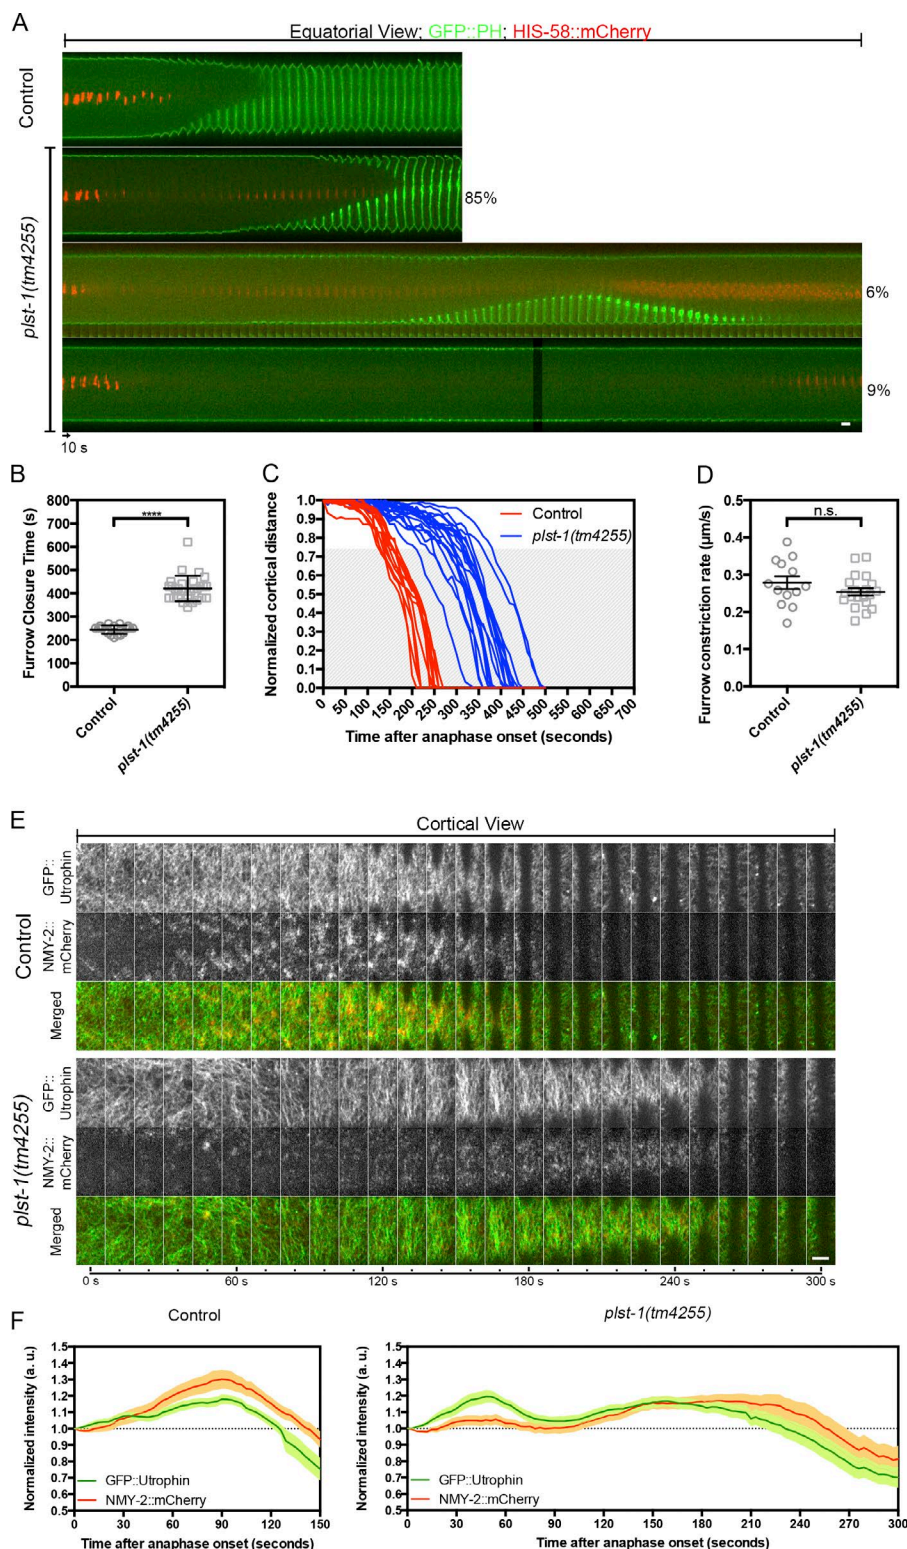 A
Equatorial View; GFP::PH; HIS-58::mCherry
Control
plst-1(tm4255)
85%
6%
9%
10 s
B
Furrow Closure Time (s)
800
700
600
500
400
300
200
100
0
****
Control
plst-1(tm4255)
C
Normalized cortical distance
1.0
0.9
0.8
0.7
0.6
0.5
0.4
0.3
0.2
0.1
0.0
Control
plst-1(tm4255)
0 50 100 150 200 250 300 350 400 450 500 550 600 650 700
Time after anaphase onset (seconds)
D
Furrow constriction rate (µm/s)
0.5
0.4
0.3
0.2
0.1
0.0
n.s.
Control
plst-1(tm4255)
E
Cortical View
Control
GFP::
Utrophin
NMY-2::
mCherry
Merged
plst-1(tm4255)
GFP::
Utrophin
NMY-2::
mCherry
Merged
0 s 60 s 120 s 180 s 240 s 300 s
F
Control
Normalized intensity (a. u.)
1.5
1.4
1.3
1.2
1.1
1.0
0.9
0.8
0.7
0.6
0.5
GFP::Utrophin
NMY-2::mCherry
0 30 60 90 120 150
Time after anaphase onset (seconds)
plst-1(tm4255)
Normalized intensity (a. u.)
1.5
1.4
1.3
1.2
1.1
1.0
0.9
0.8
0.7
0.6
0.5
GFP::Utrophin
NMY-2::mCherry
0 30 60 90 120 150 180 210 240 270 300
Time after anaphase onset (seconds)